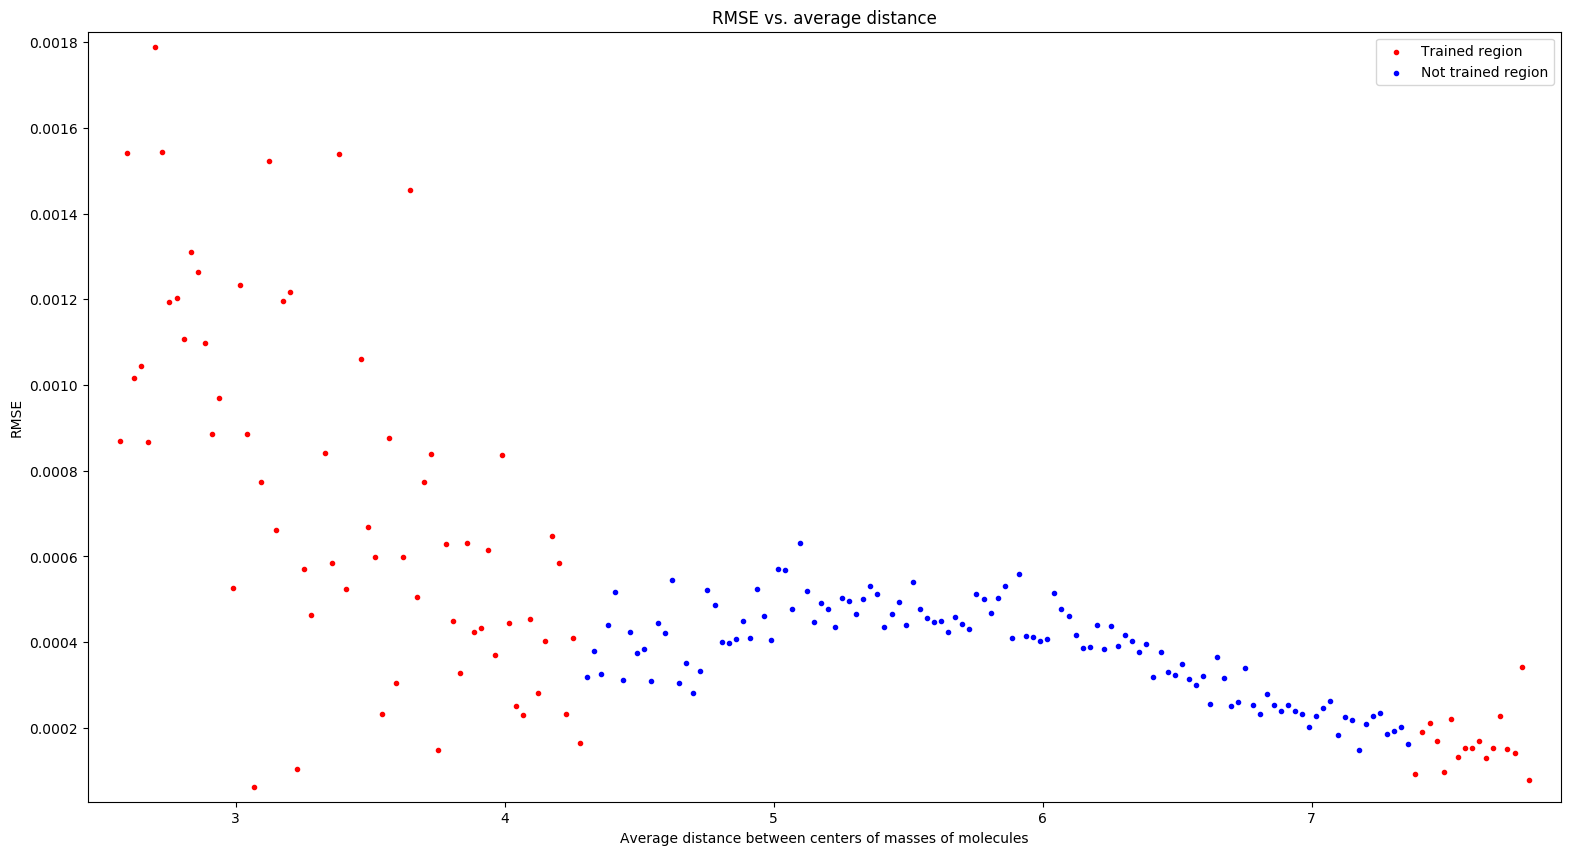 RMSE vs. average distance
Trained region
Not trained region
0.0018
0.0016
0.0014
0.0012
0.0010
0.0008
0.0006
0.0004
0.0002
RMSE
3 4 5 6 7
Average distance between centers of masses of molecules